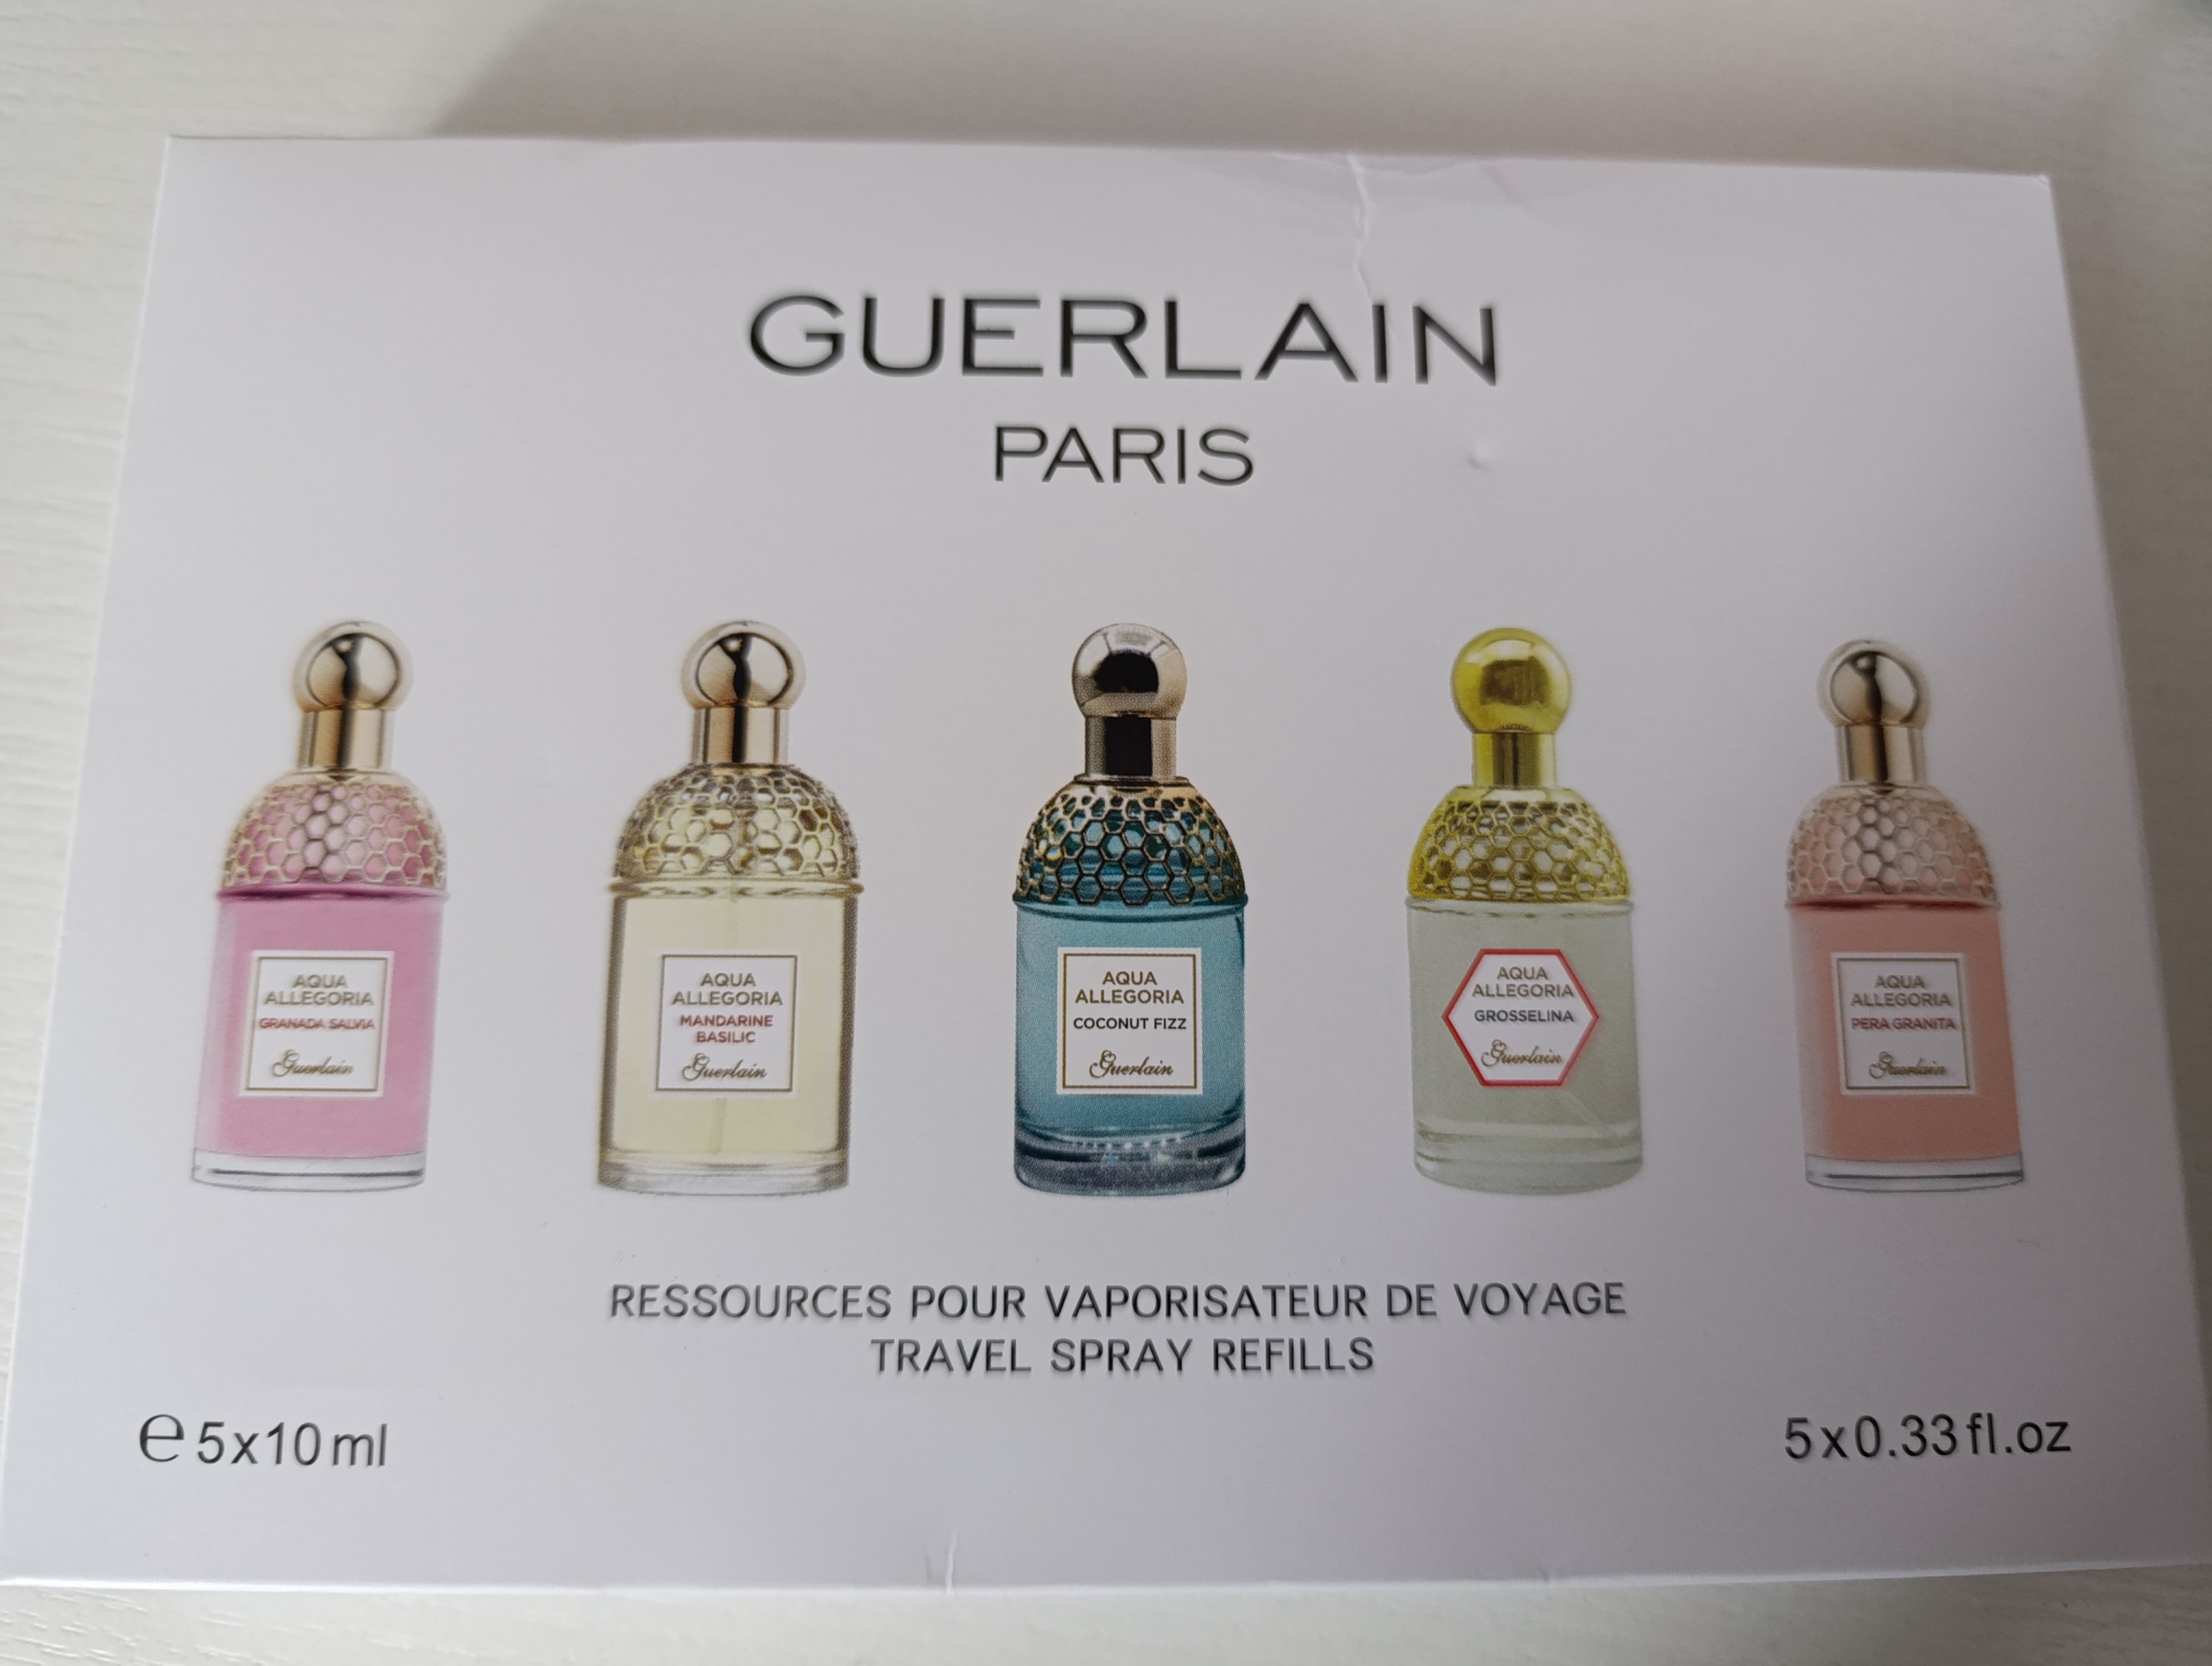 GUERLAIN
PARIS
AQUA
ALLEGORIA
GRANADA SALVIA
Guerlain
AQUA
ALLEGORIA
MANDARINE
BASILIC
Guerlain
AQUA
ALLEGORIA
COCONUT FIZZ
Guerlain
AQUA
ALLEGORIA
GROSSELINA
Guerlain
AQUA
ALLEGORIA
PERA GRANITA
Guerlain
RESSOURCES POUR VAPORISATEUR DE VOYAGE
TRAVEL SPRAY REFILLS
℮ 5x10ml
5x0.33fl.oz